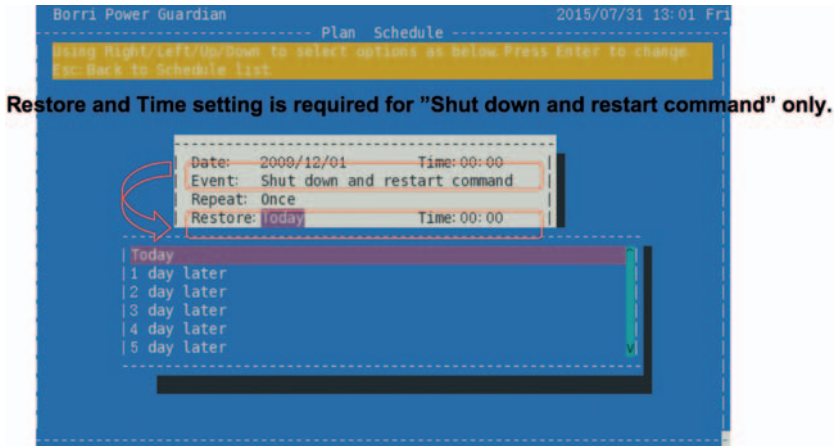 Borri Power Guardian 2015/07/31 13:01 Fri
Plan Schedule
Using Right/Left/Up/Down to select options as below.Press Enter to change.
Esc:Back to Schedule list
Restore and Time setting is required for ”Shut down and restart command” only.
Date: 2009/12/01 Time:00:00
Event: Shut down and restart command
Repeat: Once
Restore: Today Time:00:00
Today
1 day later
2 day later
3 day later
4 day later
5 day later